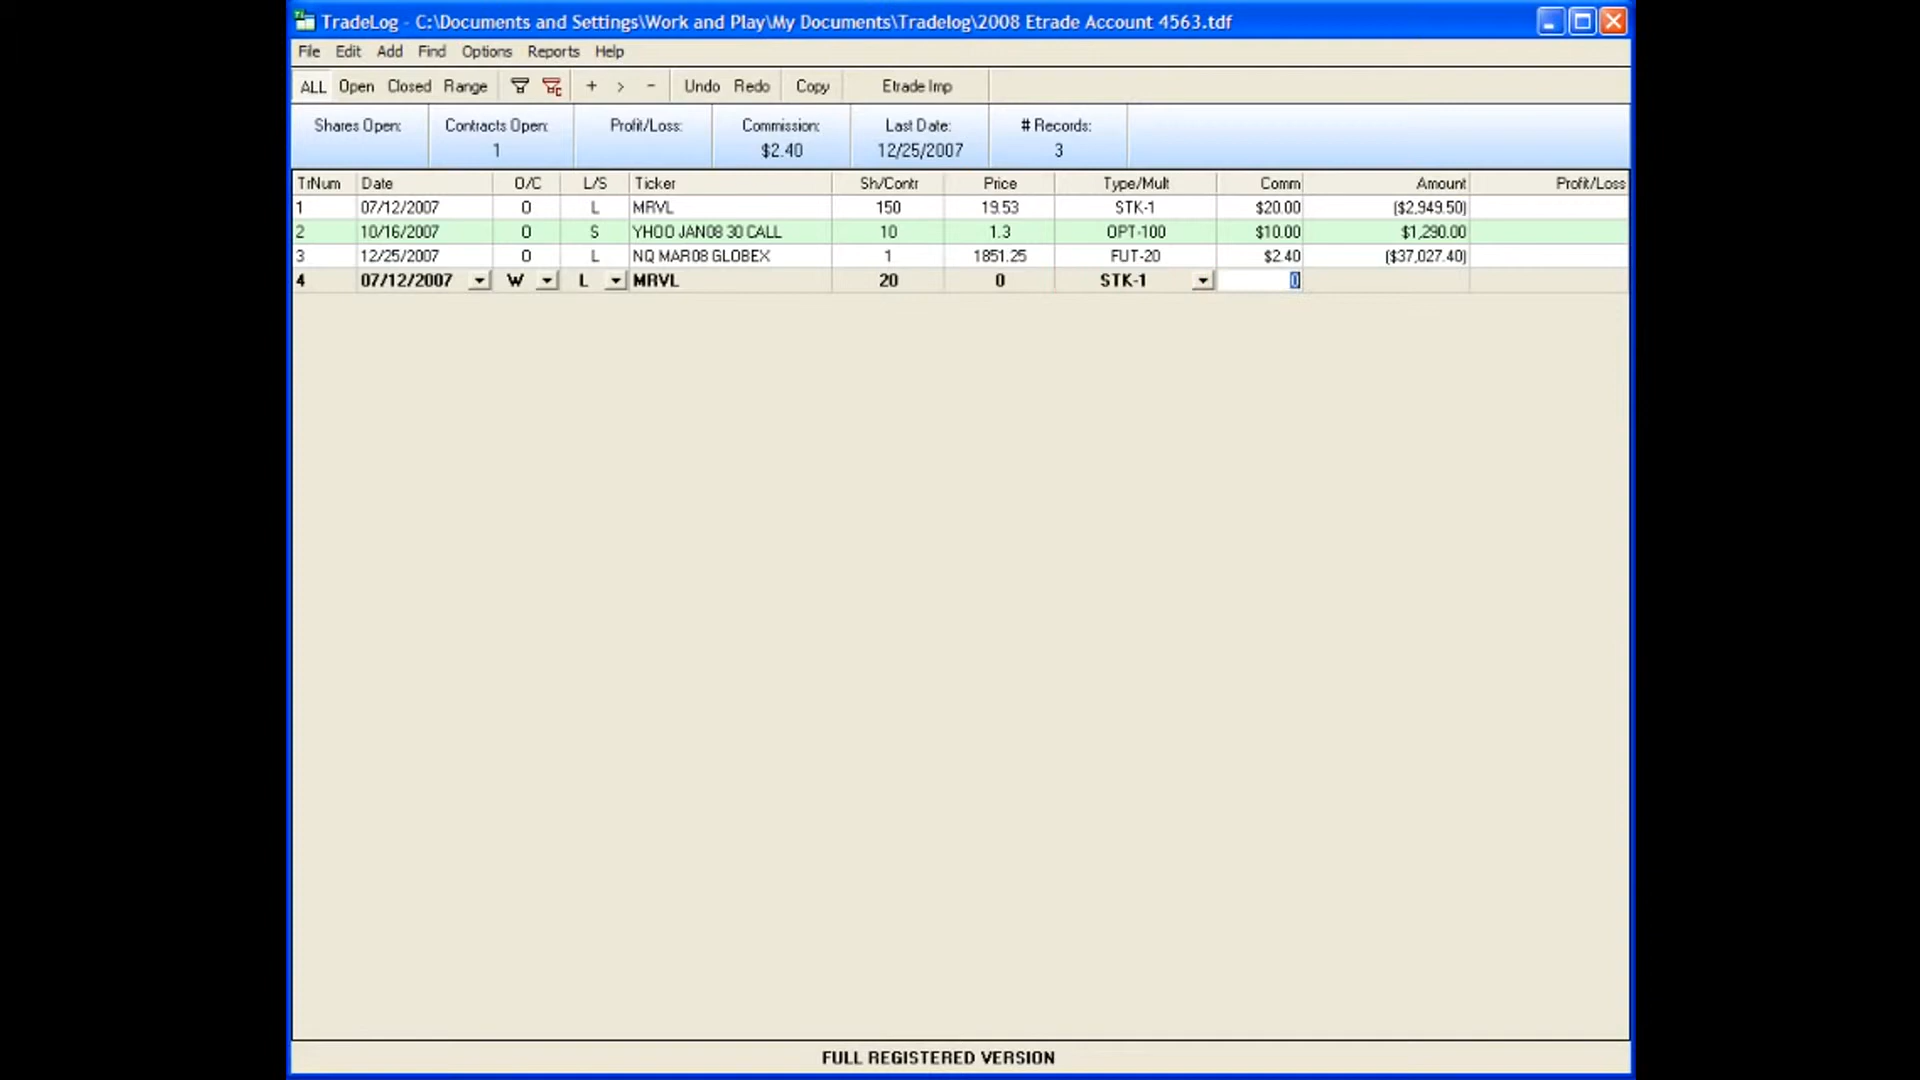 TradeLog - C:\Documents and Settings\Work and Play\My Documents\Tradelog\2008 Etrade Account 4563.tdf
File Edit Add Find Options Reports Help
ALL Open Closed Range + > - Undo Redo Copy Etrade Imp
Shares Open: Contracts Open: Profit/Loss: Commission: Last Date: # Records:
1 $2.40 12/25/2007 3
TrNum Date O/C L/S Ticker Sh/Contr Price Type/Mult Comm Amount Profit/Loss
1 07/12/2007 O L MRVL 150 19.53 STK-1 $20.00 ($2,949.50)
2 10/16/2007 O S YHOO JAN08 30 CALL 10 1.3 OPT-100 $10.00 $1,290.00
3 12/25/2007 O L NQ MAR08 GLOBEX 1 1851.25 FUT-20 $2.40 ($37,027.40)
4 07/12/2007 W L MRVL 20 0 STK-1 0
FULL REGISTERED VERSION